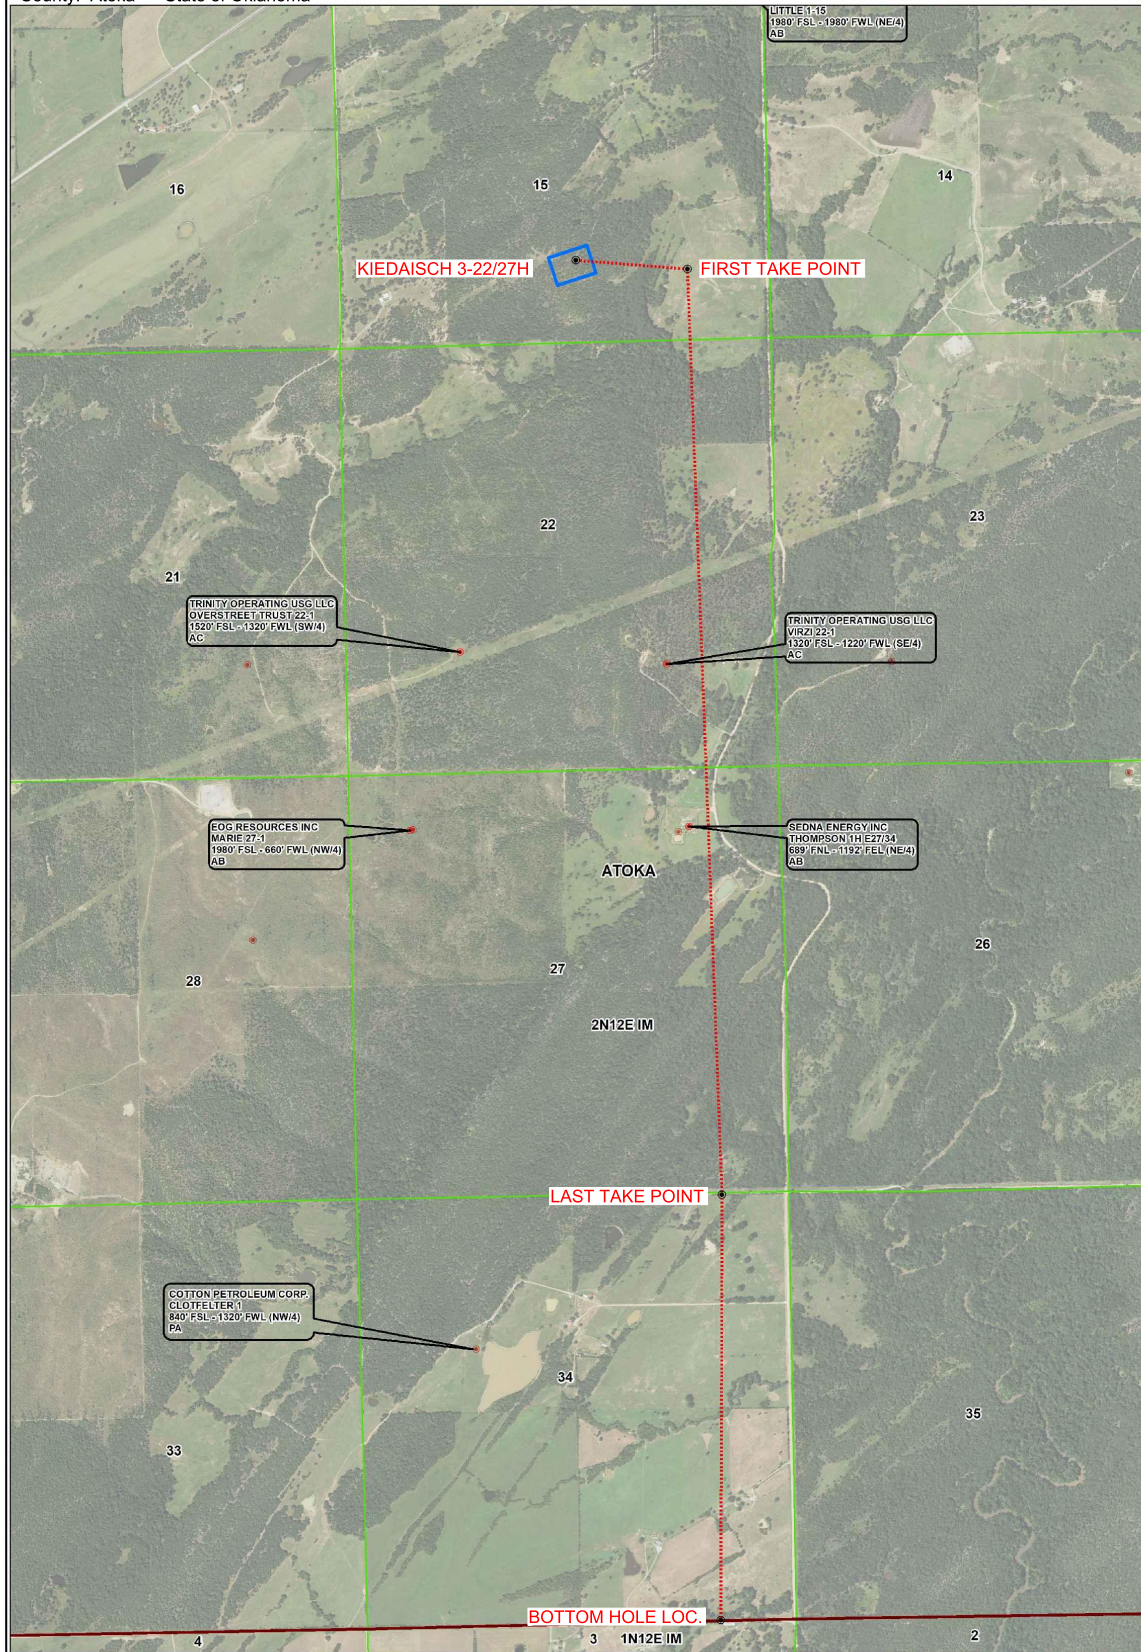 County: Atoka State of Oklahoma
LITTLE 1-15
1980' FSL - 1980' FWL (NE/4)
AB
15
14
16
KIEDAISCH 3-22/27H
FIRST TAKE POINT
22
23
21
TRINITY OPERATING USG LLC
OVERSTREET TRUST 22-1
1520' FSL - 1320' FWL (SW/4)
AC
TRINITY OPERATING USG LLC
VIRZI 22-1
1320' FSL - 1220' FWL (SE/4)
AC
EOG RESOURCES INC
MARIE 27-1
1980' FSL - 660' FWL (NW/4)
AB
SEDNA ENERGY INC
THOMPSON 1H E27/34
689' FNL - 1192' FEL (NE/4)
AB
ATOKA
26
27
28
2N12E IM
LAST TAKE POINT
COTTON PETROLEUM CORP.
CLOTFELTER 1
840' FSL - 1320' FWL (NW/4)
PA
34
35
33
BOTTOM HOLE LOC.
4
3 1N12E IM
2